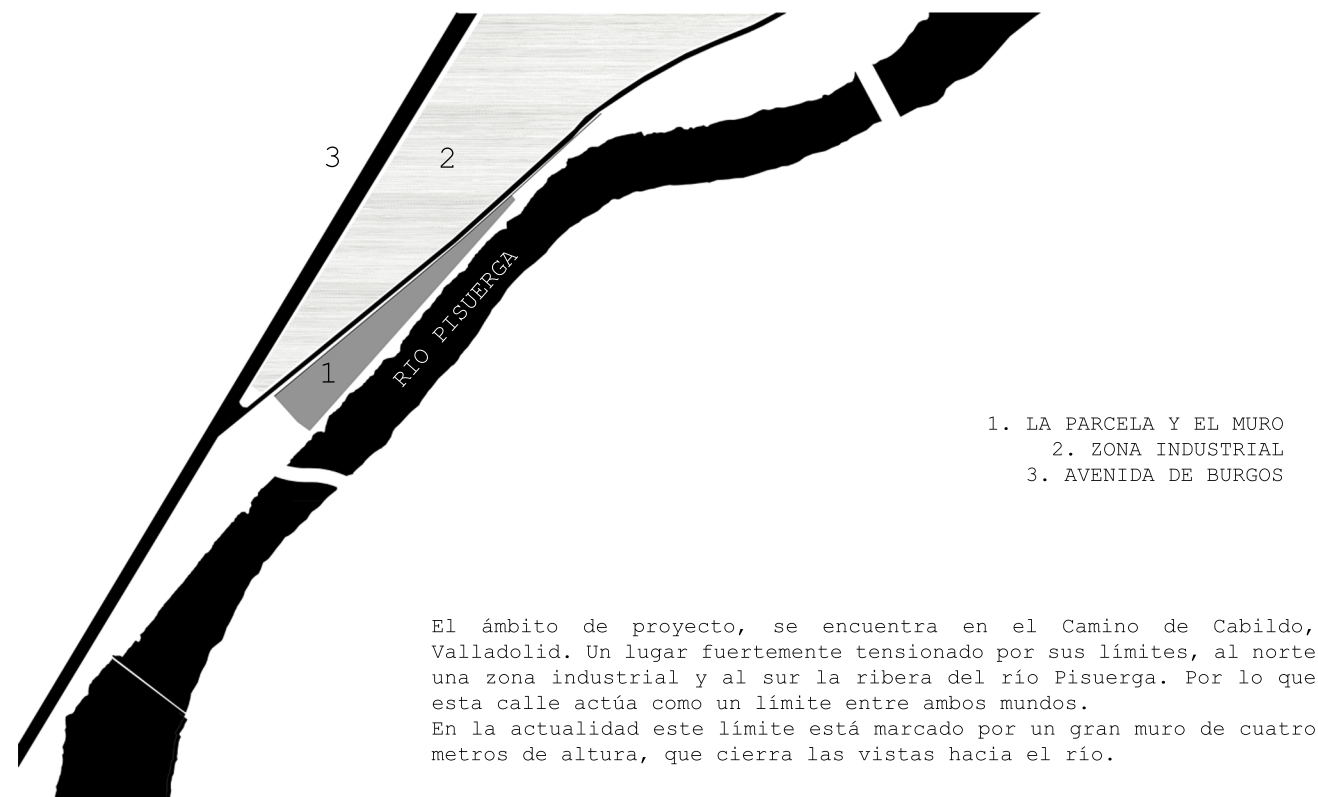 3
2
RIO PISUERGA
1
1. LA PARCELA Y EL MURO
2. ZONA INDUSTRIAL
3. AVENIDA DE BURGOS
El ámbito de proyecto, se encuentra en el Camino de Cabildo,
Valladolid. Un lugar fuertemente tensionado por sus límites, al norte
una zona industrial y al sur la ribera del río Pisuerga. Por lo que
esta calle actúa como un límite entre ambos mundos.
En la actualidad este límite está marcado por un gran muro de cuatro
metros de altura, que cierra las vistas hacia el río.